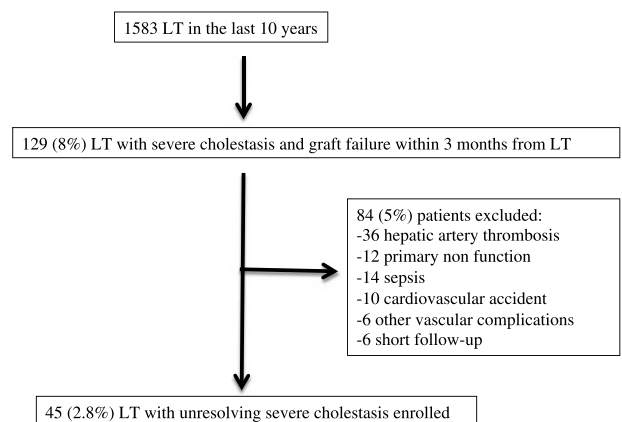 1583 LT in the last 10 years
129 (8%) LT with severe cholestasis and graft failure within 3 months from LT
84 (5%) patients excluded:
-36 hepatic artery thrombosis
-12 primary non function
-14 sepsis
-10 cardiovascular accident
-6 other vascular complications
-6 short follow-up
45 (2.8%) LT with unresolving severe cholestasis enrolled